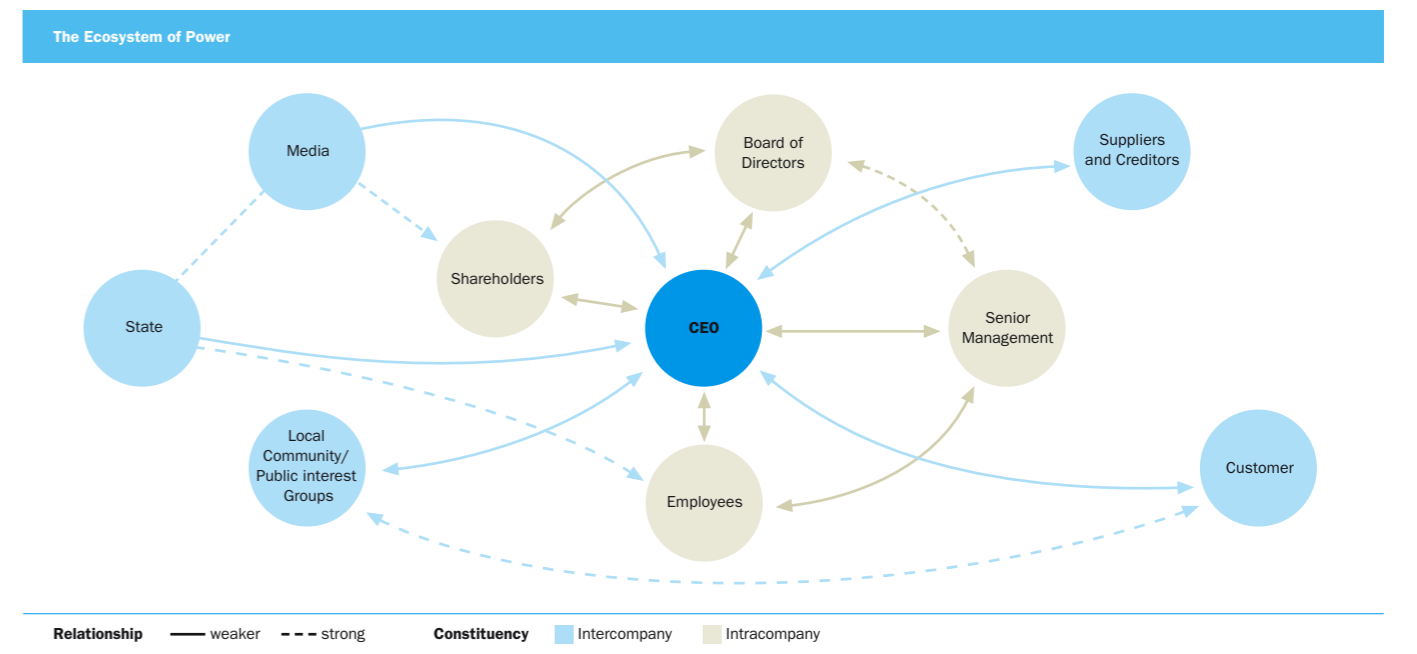 The Ecosystem of Power
Media
Board of
Directors
Suppliers
and Creditors
Shareholders
State
CEO
Senior
Management
Local
Community/
Public interest
Groups
Employees
Customer
Relationship weaker strong Constituency Intercompany Intracompany